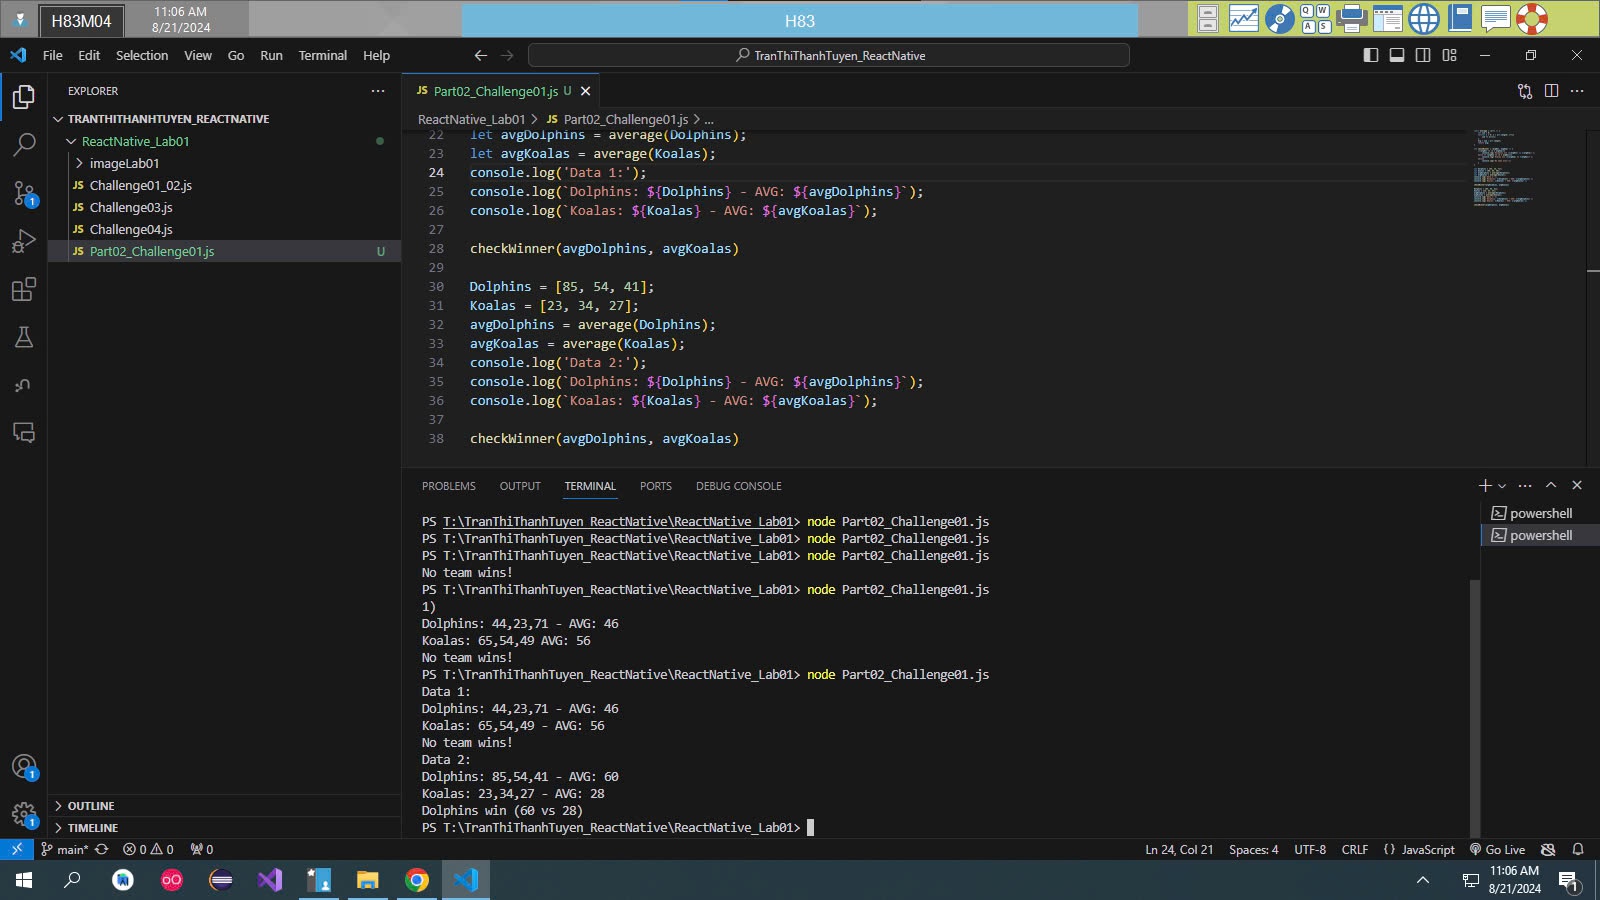 H83M04
11:06 AM
8/21/2024
H83
Q W
A S
File Edit Selection View Go Run Terminal Help
TranThiThanhTuyen_ReactNative
EXPLORER
TRANTHITHANHTUYEN_REACTNATIVE
ReactNative_Lab01
imageLab01
JS Challenge01_02.js
JS Challenge03.js
JS Challenge04.js
JS Part02_Challenge01.js U
OUTLINE
TIMELINE
1
1
1
JS Part02_Challenge01.js U
ReactNative_Lab01 > JS Part02_Challenge01.js > ...
22 let avgDolphins = average(Dolphins);
23 let avgKoalas = average(Koalas);
24 console.log('Data 1:');
25 console.log(`Dolphins: ${Dolphins} - AVG: ${avgDolphins}`);
26 console.log(`Koalas: ${Koalas} - AVG: ${avgKoalas}`);
27
28 checkWinner(avgDolphins, avgKoalas)
29
30 Dolphins = [85, 54, 41];
31 Koalas = [23, 34, 27];
32 avgDolphins = average(Dolphins);
33 avgKoalas = average(Koalas);
34 console.log('Data 2:');
35 console.log(`Dolphins: ${Dolphins} - AVG: ${avgDolphins}`);
36 console.log(`Koalas: ${Koalas} - AVG: ${avgKoalas}`);
37
38 checkWinner(avgDolphins, avgKoalas)
PROBLEMS OUTPUT TERMINAL PORTS DEBUG CONSOLE
PS T:\TranThiThanhTuyen_ReactNative\ReactNative_Lab01> node Part02_Challenge01.js
PS T:\TranThiThanhTuyen_ReactNative\ReactNative_Lab01> node Part02_Challenge01.js
PS T:\TranThiThanhTuyen_ReactNative\ReactNative_Lab01> node Part02_Challenge01.js
No team wins!
PS T:\TranThiThanhTuyen_ReactNative\ReactNative_Lab01> node Part02_Challenge01.js
1)
Dolphins: 44,23,71 - AVG: 46
Koalas: 65,54,49 AVG: 56
No team wins!
PS T:\TranThiThanhTuyen_ReactNative\ReactNative_Lab01> node Part02_Challenge01.js
Data 1:
Dolphins: 44,23,71 - AVG: 46
Koalas: 65,54,49 - AVG: 56
No team wins!
Data 2:
Dolphins: 85,54,41 - AVG: 60
Koalas: 23,34,27 - AVG: 28
Dolphins win (60 vs 28)
PS T:\TranThiThanhTuyen_ReactNative\ReactNative_Lab01>
powershell
powershell
main* 0 0 0
Ln 24, Col 21 Spaces: 4 UTF-8 CRLF {} JavaScript Go Live
11:06 AM
8/21/2024
1